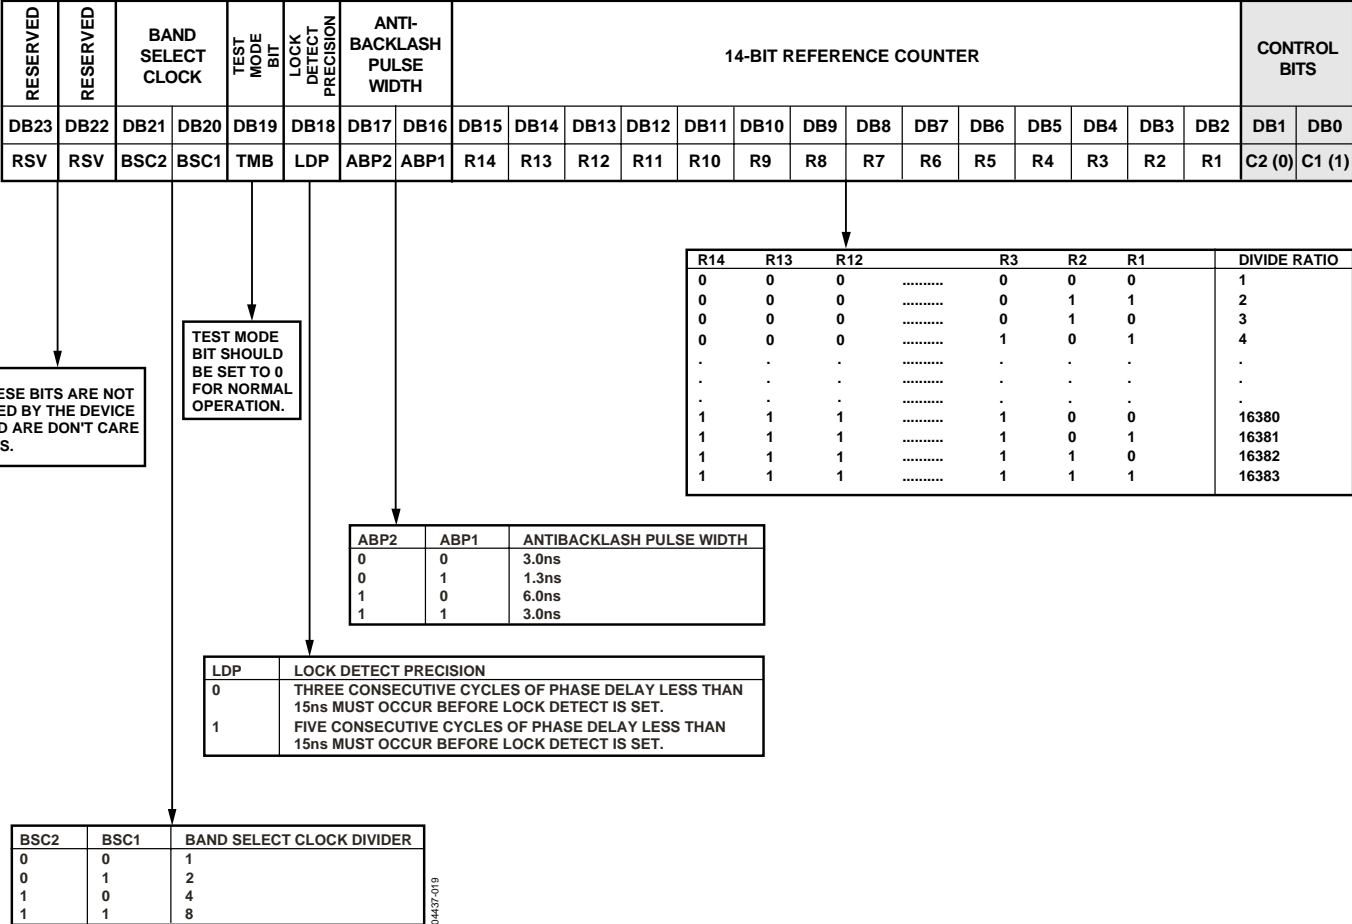 RESERVED
RESERVED
BAND
SELECT
CLOCK
TEST
MODE
BIT
LOCK
DETECT
PRECISION
ANTI-
BACKLASH
PULSE
WIDTH
14-BIT REFERENCE COUNTER
CONTROL
BITS
DB23 DB22 DB21 DB20 DB19 DB18 DB17 DB16 DB15 DB14 DB13 DB12 DB11 DB10 DB9 DB8 DB7 DB6 DB5 DB4 DB3 DB2 DB1 DB0
RSV RSV BSC2 BSC1 TMB LDP ABP2 ABP1 R14 R13 R12 R11 R10 R9 R8 R7 R6 R5 R4 R3 R2 R1 C2 (0) C1 (1)
R14 R13 R12 R3 R2 R1 DIVIDE RATIO
0 0 0 .......... 0 0 0 1
0 0 0 .......... 0 1 1 2
0 0 0 .......... 0 1 0 3
0 0 0 .......... 1 0 1 4
. . . .......... . . . .
. . . .......... . . . .
. . . .......... . . . .
1 1 1 .......... 1 0 0 16380
1 1 1 .......... 1 0 1 16381
1 1 1 .......... 1 1 0 16382
1 1 1 .......... 1 1 1 16383
TEST MODE
BIT SHOULD
BE SET TO 0
FOR NORMAL
OPERATION.
ESE BITS ARE NOT
ED BY THE DEVICE
D ARE DON'T CARE
S.
ABP2 ABP1 ANTIBACKLASH PULSE WIDTH
0 0 3.0ns
0 1 1.3ns
1 0 6.0ns
1 1 3.0ns
LDP LOCK DETECT PRECISION
0 THREE CONSECUTIVE CYCLES OF PHASE DELAY LESS THAN
15ns MUST OCCUR BEFORE LOCK DETECT IS SET.
1 FIVE CONSECUTIVE CYCLES OF PHASE DELAY LESS THAN
15ns MUST OCCUR BEFORE LOCK DETECT IS SET.
BSC2 BSC1 BAND SELECT CLOCK DIVIDER
0 0 1
0 1 2
1 0 4
1 1 8
04437-019